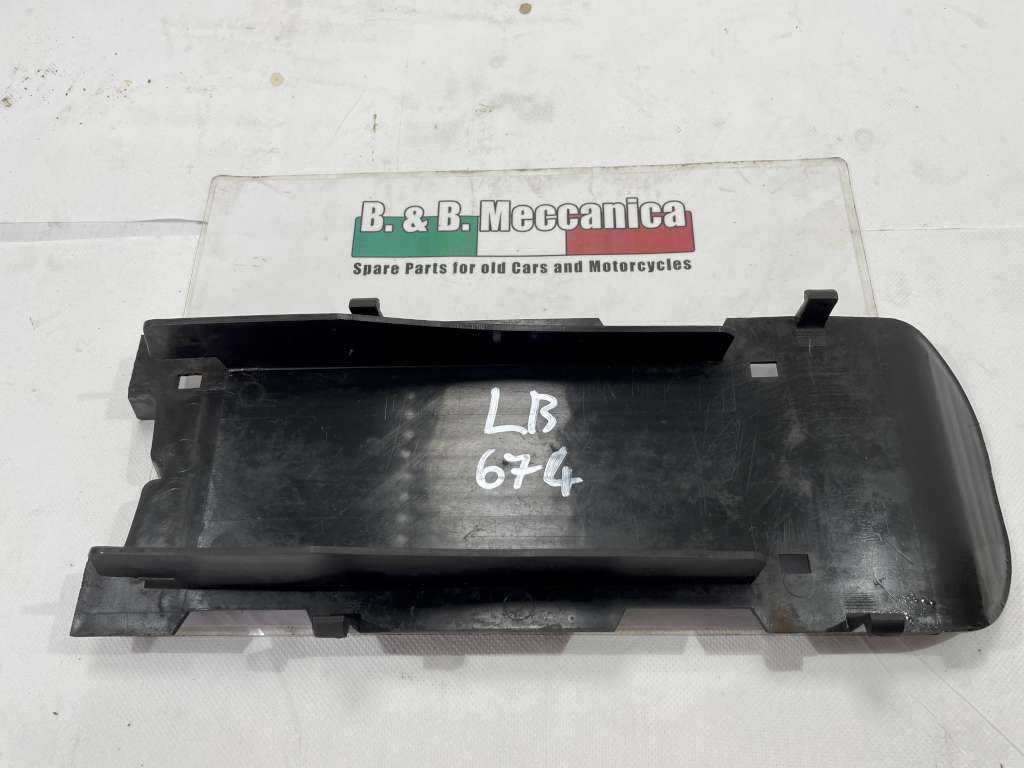 B. & B. Meccanica
Spare Parts for old Cars and Motorcycles
LB
674